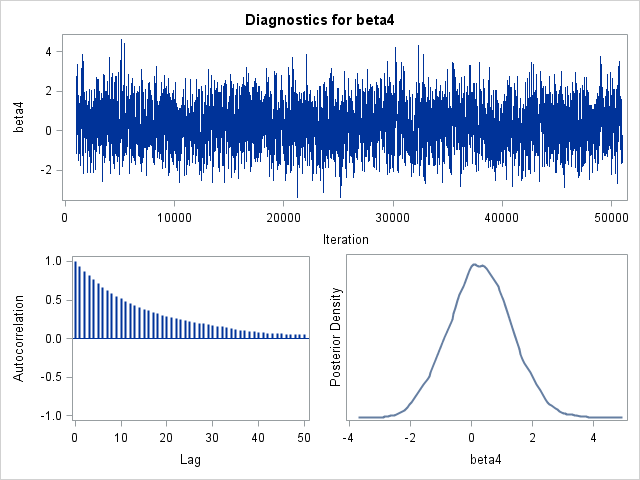 Diagnostics for beta4
beta4
4
2
0
-2
0 10000 20000 30000 40000 50000
Iteration
Autocorrelation
1.0
0.5
0.0
-0.5
-1.0
0 10 20 30 40 50
Lag
Posterior Density
-4 -2 0 2 4
beta4